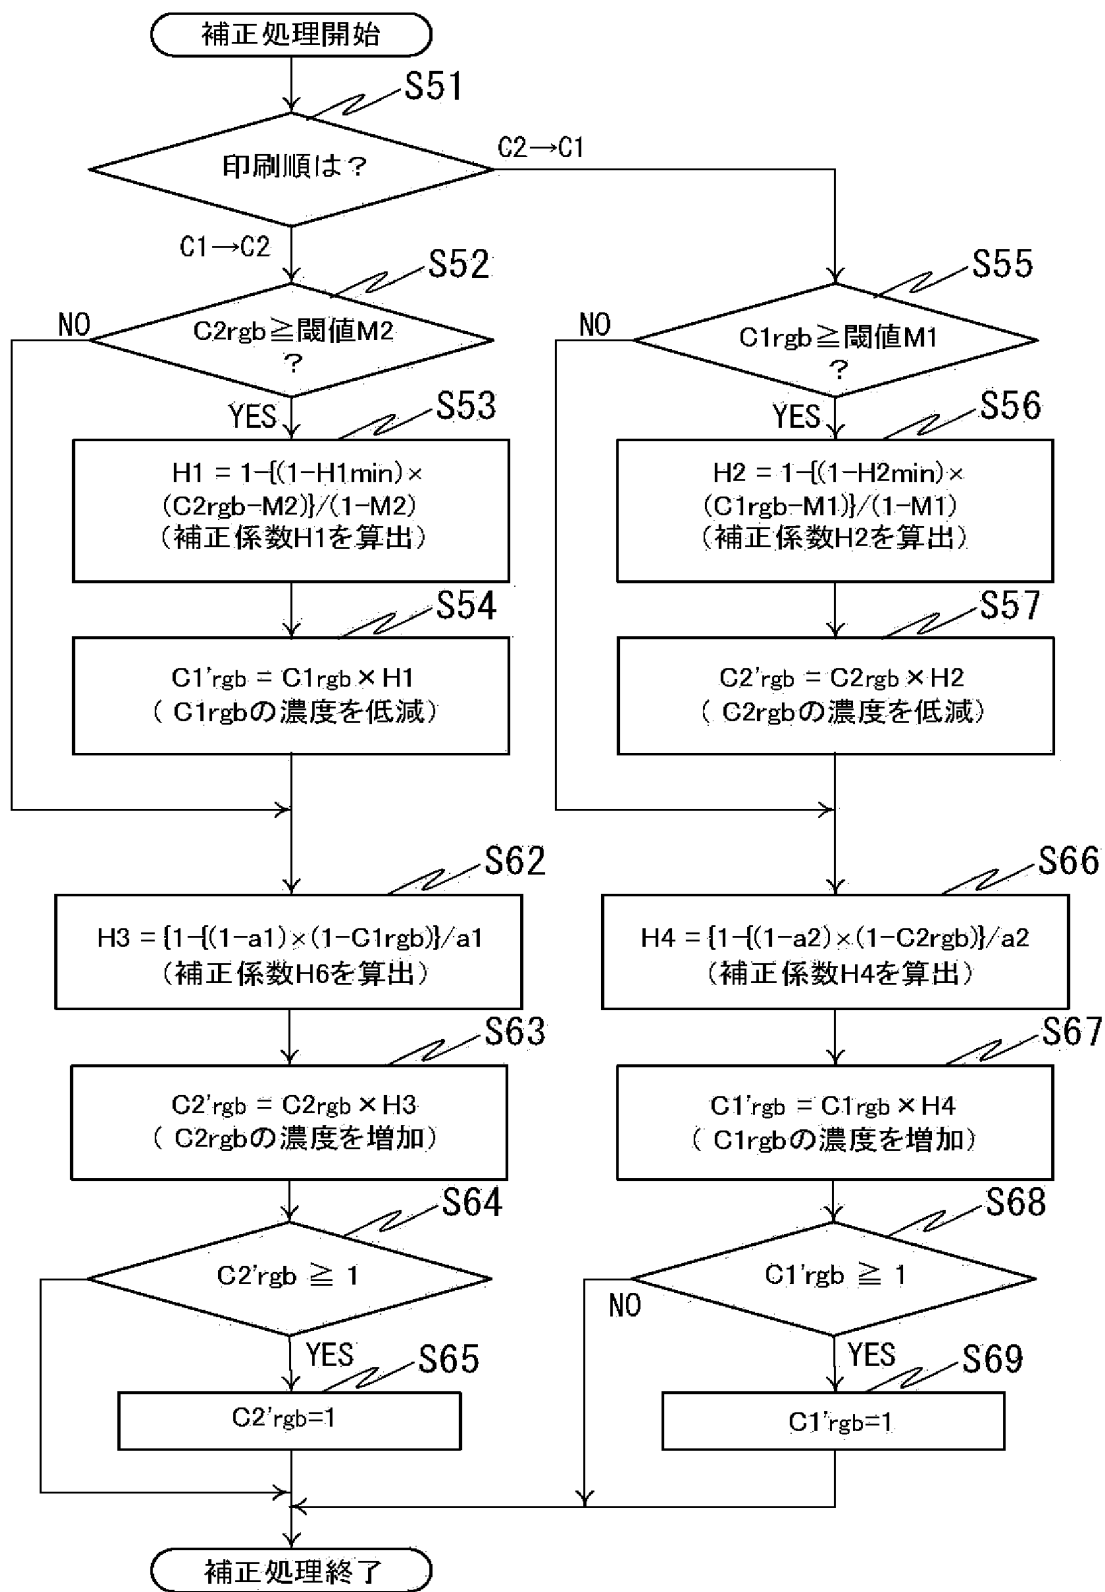 補正処理開始
S51
印刷順は？
C2→C1
C1→C2
S52
C2rgb≧閾値M2
？
NO
YES
S53
H1 = 1-{(1-H1min)×
(C2rgb-M2)}/(1-M2)
（補正係数H1を算出）
S54
C1'rgb = C1rgb×H1
（ C1rgbの濃度を低減）
S55
C1rgb≧閾値M1
？
NO
YES
S56
H2 = 1-{(1-H2min)×
(C1rgb-M1)}/(1-M1)
（補正係数H2を算出）
S57
C2'rgb = C2rgb×H2
（ C2rgbの濃度を低減）
S62
H3 = {1-{(1-a1)×(1-C1rgb)}/a1
（補正係数H6を算出）
S63
C2'rgb = C2rgb×H3
（ C2rgbの濃度を増加）
S64
C2'rgb ≧ 1
YES
S65
C2'rgb=1
S66
H4 = {1-{(1-a2)×(1-C2rgb)}/a2
（補正係数H4を算出）
S67
C1'rgb = C1rgb×H4
（ C1rgbの濃度を増加）
S68
C1'rgb ≧ 1
NO
YES
S69
C1'rgb=1
補正処理終了